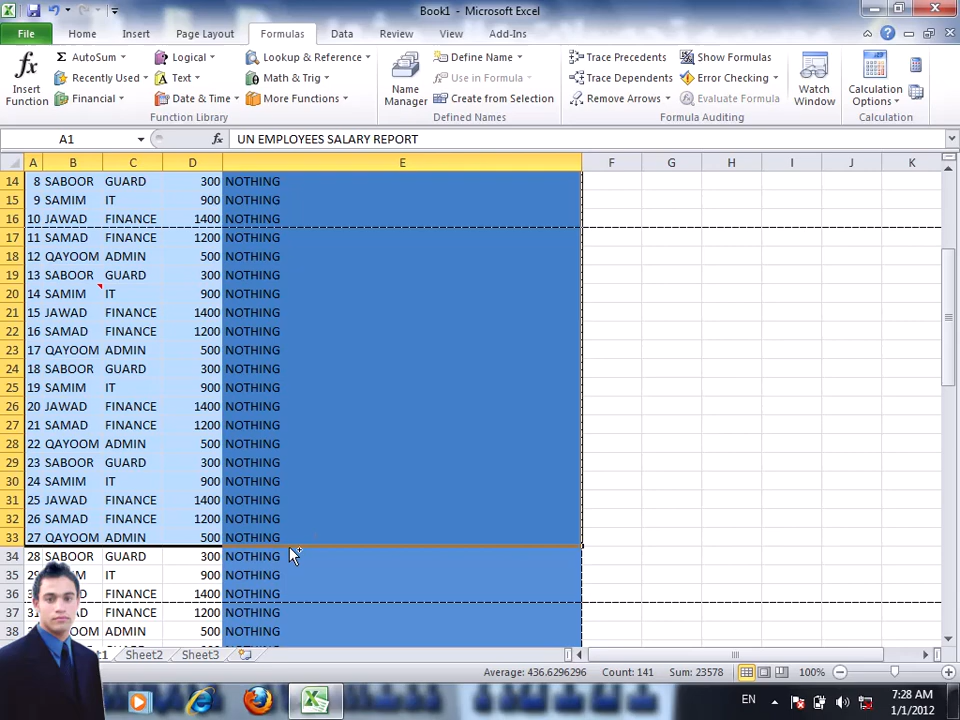 Book1 - Microsoft Excel
File Home Insert Page Layout Formulas Data Review View Add-Ins
Σ AutoSum Logical Lookup & Reference Define Name Trace Precedents Show Formulas
Recently Used Text Math & Trig Use in Formula Trace Dependents Error Checking
Financial Date & Time More Functions Create from Selection Remove Arrows Evaluate Formula
fx Insert Function Name Manager Watch Window Calculation Options
Function Library Defined Names Formula Auditing Calculation
A1 fx UN EMPLOYEES SALARY REPORT
A B C D E F G H I J K
14 8 SABOOR GUARD 300 NOTHING
15 9 SAMIM IT 900 NOTHING
16 10 JAWAD FINANCE 1400 NOTHING
17 11 SAMAD FINANCE 1200 NOTHING
18 12 QAYOOM ADMIN 500 NOTHING
19 13 SABOOR GUARD 300 NOTHING
20 14 SAMIM IT 900 NOTHING
21 15 JAWAD FINANCE 1400 NOTHING
22 16 SAMAD FINANCE 1200 NOTHING
23 17 QAYOOM ADMIN 500 NOTHING
24 18 SABOOR GUARD 300 NOTHING
25 19 SAMIM IT 900 NOTHING
26 20 JAWAD FINANCE 1400 NOTHING
27 21 SAMAD FINANCE 1200 NOTHING
28 22 QAYOOM ADMIN 500 NOTHING
29 23 SABOOR GUARD 300 NOTHING
30 24 SAMIM IT 900 NOTHING
31 25 JAWAD FINANCE 1400 NOTHING
32 26 SAMAD FINANCE 1200 NOTHING
33 27 QAYOOM ADMIN 500 NOTHING
34 28 SABOOR GUARD 300 NOTHING
35 IT 900 NOTHING
FINANCE 1400 NOTHING
37 FINANCE 1200 NOTHING
38 ADMIN 500 NOTHING
Sheet2 Sheet3
Average: 436.6296296 Count: 141 Sum: 23578 100%
EN 7:28 AM
1/1/2012